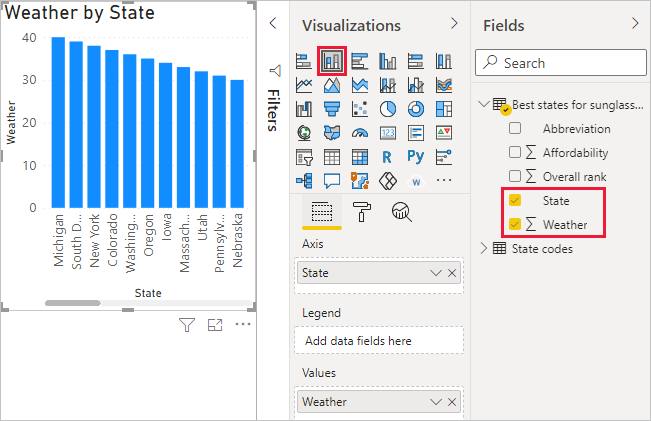 Weather by State
40
30
20
10
0
Weather
Michigan
South D...
New York
Colorado
Washing...
Oregon
Iowa
Massach...
Utah
Pennsylv...
Nebraska
State
Filters
Visualizations
123
R
Py
Axis
State
Legend
Add data fields here
Values
Weather
Fields
Search
Best states for sunglass...
Abbreviation
Affordability
Overall rank
State
Weather
State codes